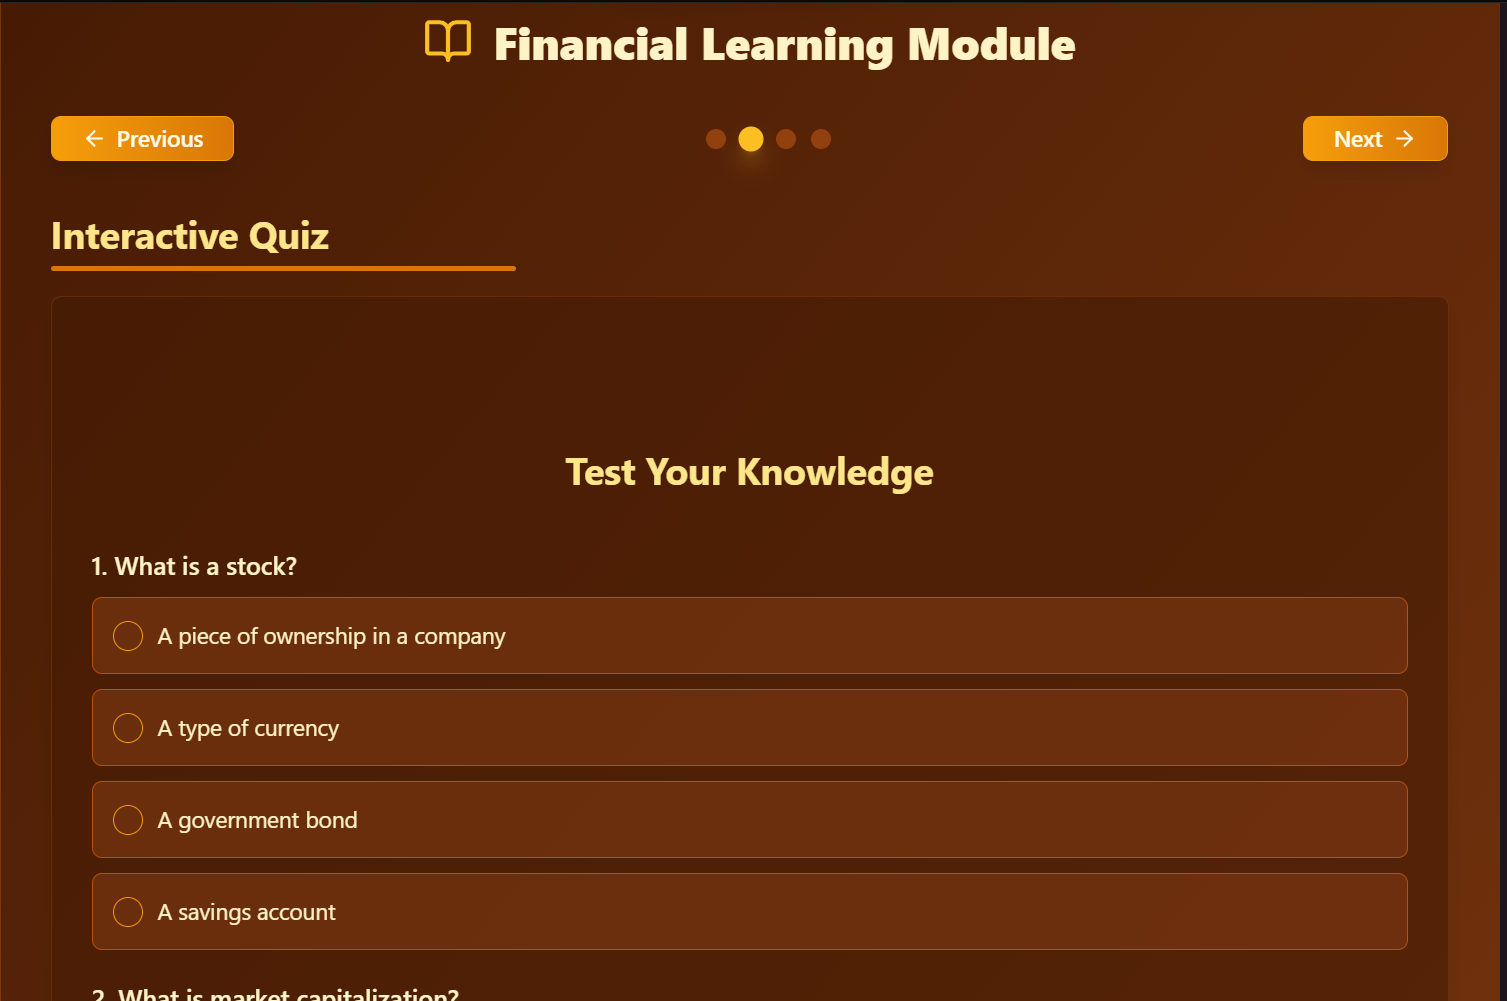 Financial Learning Module
Previous
Next
Interactive Quiz
Test Your Knowledge
1. What is a stock?
A piece of ownership in a company
A type of currency
A government bond
A savings account
2. What is market capitalization?